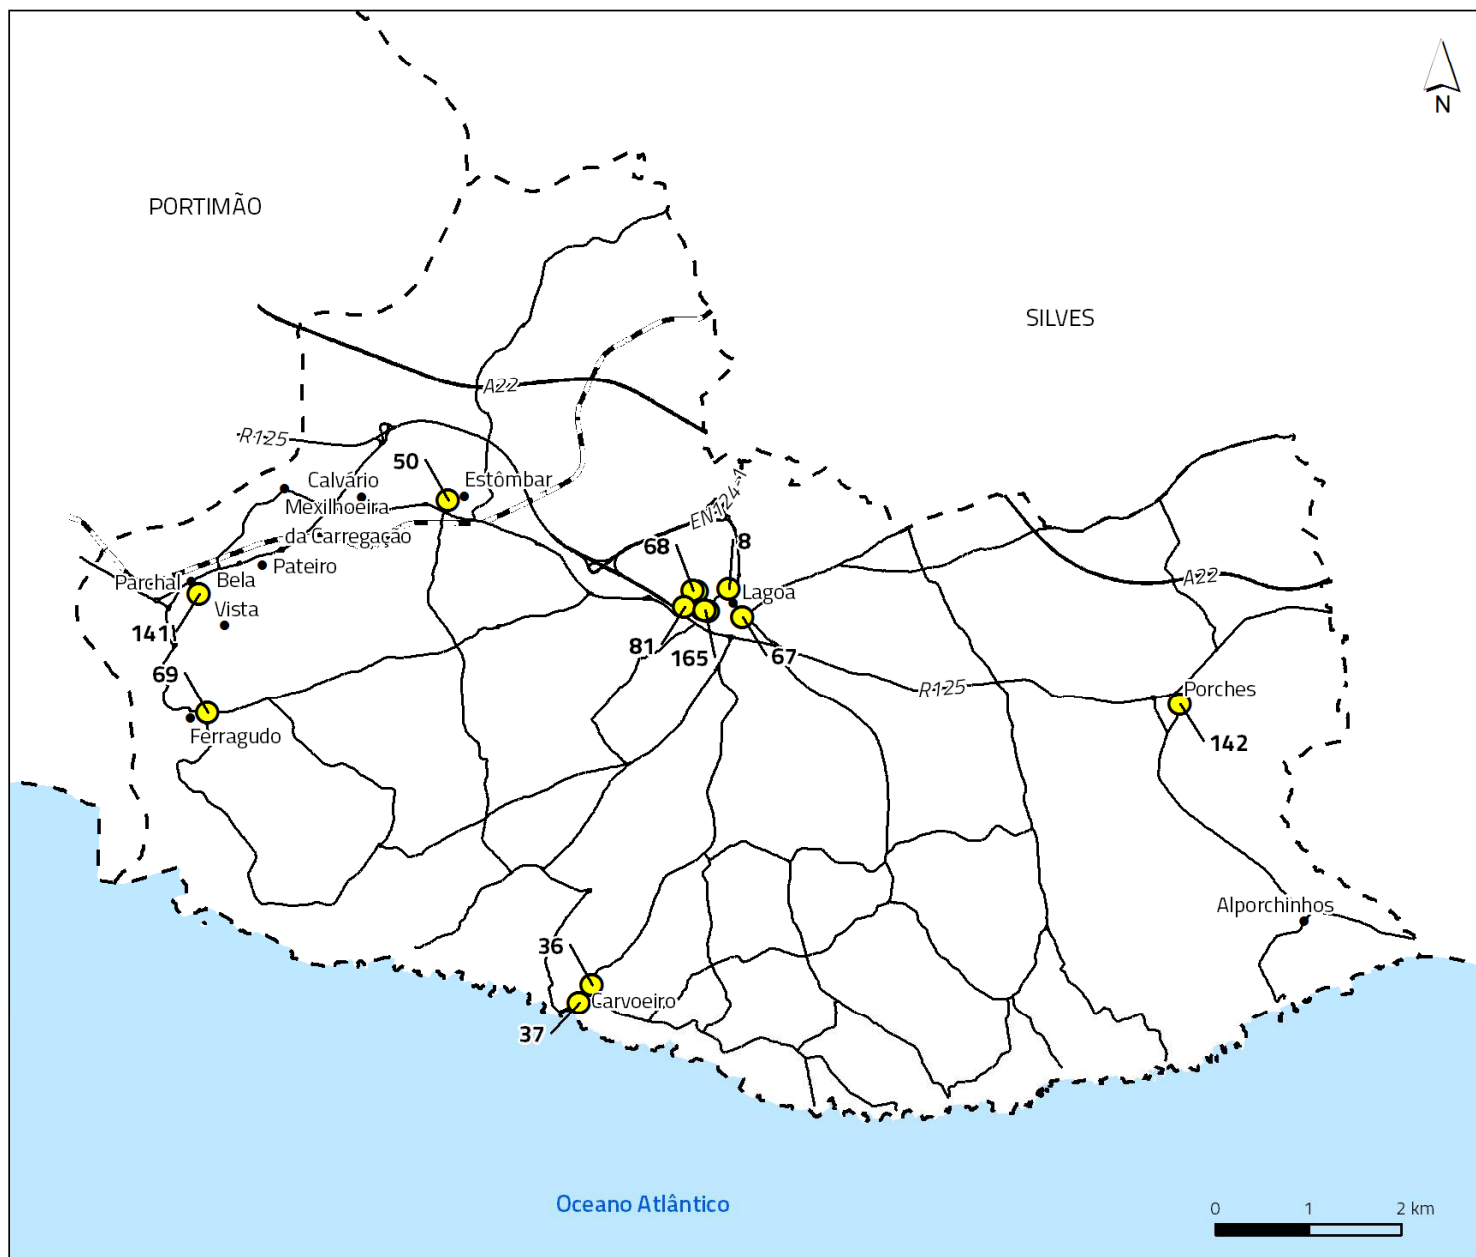 N
PORTIMÃO
SILVES
A22
R125
50
Calvário
Estômbar
Mexilhoeira
da Carregação
EN124-1
68
8
Parchal
Bela
Vista
Pateiro
Lagoa
A22
141
81
165
67
69
R125
Porches
Ferragudo
142
Alporchinhos
36
Carvoeiro
37
Oceano Atlântico
0 1 2 km